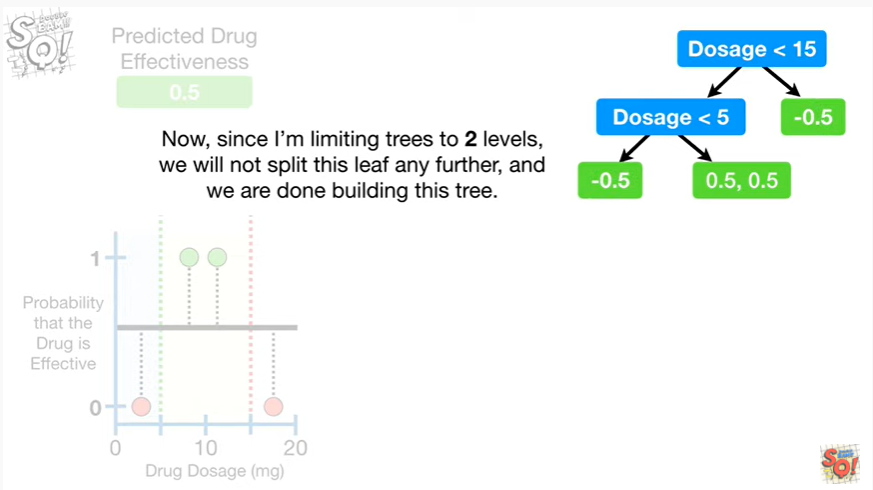 Predicted Drug
Effectiveness
0.5
Now, since I'm limiting trees to 2 levels,
we will not split this leaf any further, and
we are done building this tree.
Dosage < 15
Dosage < 5
-0.5
-0.5
0.5, 0.5
1
Probability
that the
Drug is
Effective
0
0
10
20
Drug Dosage (mg)
SQ!